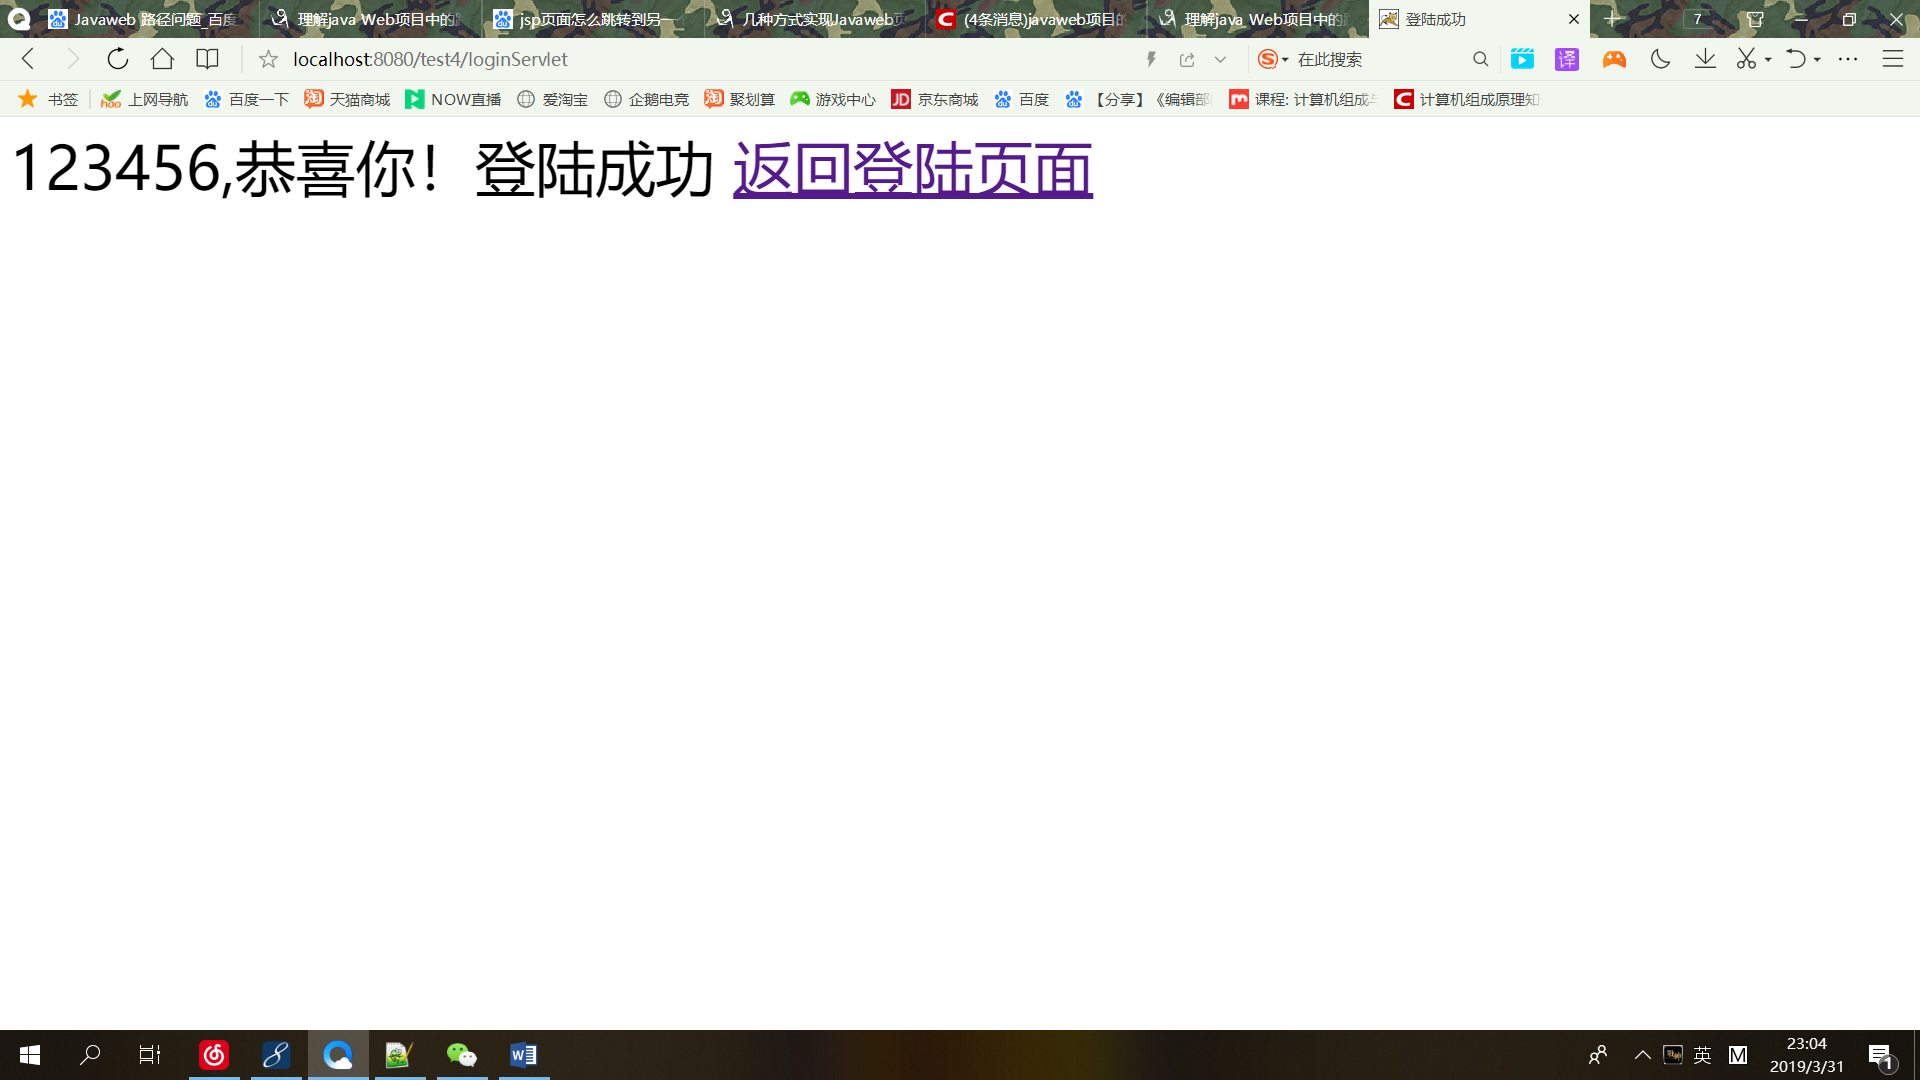 Javaweb 路径问题_百度
理解java Web项目中的
jsp页面怎么跳转到另一
几种方式实现Javaweb页
(4条消息)javaweb项目的
理解java Web项目中的
登陆成功
7
localhost:8080/test4/loginServlet
在此搜索
译
书签
上网导航
百度一下
天猫商城
NOW直播
爱淘宝
企鹅电竞
聚划算
游戏中心
京东商城
百度
【分享】《编辑部
课程: 计算机组成与
计算机组成原理知
123456,恭喜你！登陆成功 返回登陆页面
英
M
23:04
2019/3/31
1